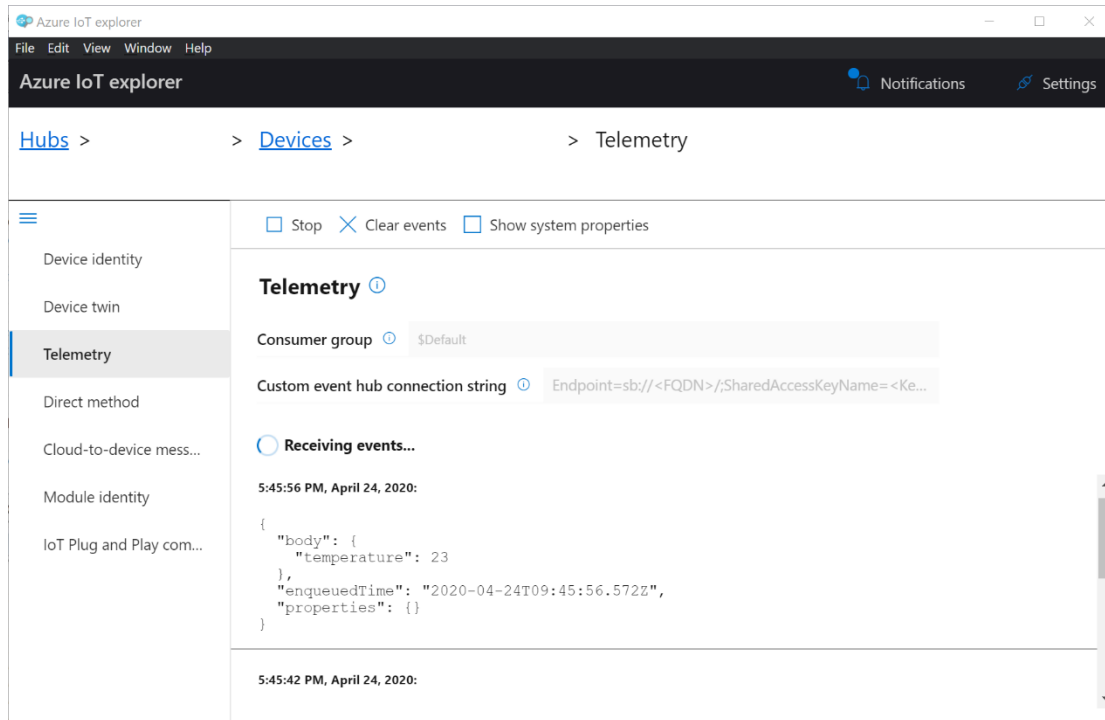 Azure IoT explorer
File Edit View Window Help
Azure IoT explorer Notifications Settings
Hubs > > Devices > > Telemetry
Stop Clear events Show system properties
Device identity
Device twin
Telemetry
Direct method
Cloud-to-device mess...
Module identity
IoT Plug and Play com...
Telemetry
Consumer group $Default
Custom event hub connection string Endpoint=sb://<FQDN>/;SharedAccessKeyName=<Ke...
Receiving events...
5:45:56 PM, April 24, 2020:
{
"body": {
"temperature": 23
},
"enqueuedTime": "2020-04-24T09:45:56.572Z",
"properties": {}
}
5:45:42 PM, April 24, 2020: